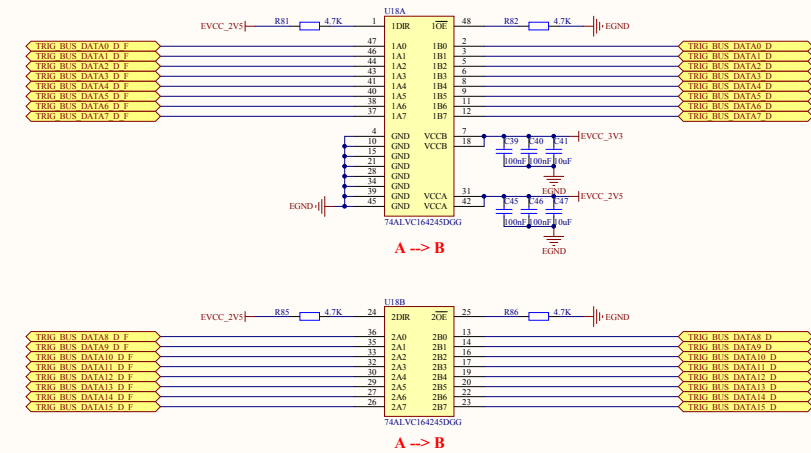 U18A
EVCC_2V5 R81 4.7K 1 1DIR 1OE 48 R82 4.7K EGND
TRIG_BUS_DATA0_D_F 47 1A0 1B0 2 TRIG_BUS_DATA0_D
TRIG_BUS_DATA1_D_F 46 1A1 1B1 3 TRIG_BUS_DATA1_D
TRIG_BUS_DATA2_D_F 44 1A2 1B2 5 TRIG_BUS_DATA2_D
TRIG_BUS_DATA3_D_F 43 1A3 1B3 6 TRIG_BUS_DATA3_D
TRIG_BUS_DATA4_D_F 41 1A4 1B4 8 TRIG_BUS_DATA4_D
TRIG_BUS_DATA5_D_F 40 1A5 1B5 9 TRIG_BUS_DATA5_D
TRIG_BUS_DATA6_D_F 38 1A6 1B6 11 TRIG_BUS_DATA6_D
TRIG_BUS_DATA7_D_F 37 1A7 1B7 12 TRIG_BUS_DATA7_D
4 GND VCCB 7 EVCC_3V3
10 GND VCCB 18 C39 C40 C41
15 GND 100nF 100nF 10uF
21 GND
28 GND
34 GND EGND
39 GND VCCA 31 EVCC_2V5
EGND 45 GND VCCA 42 C45 C46 C47
74ALVC164245DGG 100nF 100nF 10uF
A --> B EGND
U18B
EVCC_2V5 R85 4.7K 24 2DIR 2OE 25 R86 4.7K EGND
TRIG_BUS_DATA8_D_F 36 2A0 2B0 13 TRIG_BUS_DATA8_D
TRIG_BUS_DATA9_D_F 35 2A1 2B1 14 TRIG_BUS_DATA9_D
TRIG_BUS_DATA10_D_F 33 2A2 2B2 16 TRIG_BUS_DATA10_D
TRIG_BUS_DATA11_D_F 32 2A3 2B3 17 TRIG_BUS_DATA11_D
TRIG_BUS_DATA12_D_F 30 2A4 2B4 19 TRIG_BUS_DATA12_D
TRIG_BUS_DATA13_D_F 29 2A5 2B5 20 TRIG_BUS_DATA13_D
TRIG_BUS_DATA14_D_F 27 2A6 2B6 22 TRIG_BUS_DATA14_D
TRIG_BUS_DATA15_D_F 26 2A7 2B7 23 TRIG_BUS_DATA15_D
74ALVC164245DGG
A --> B